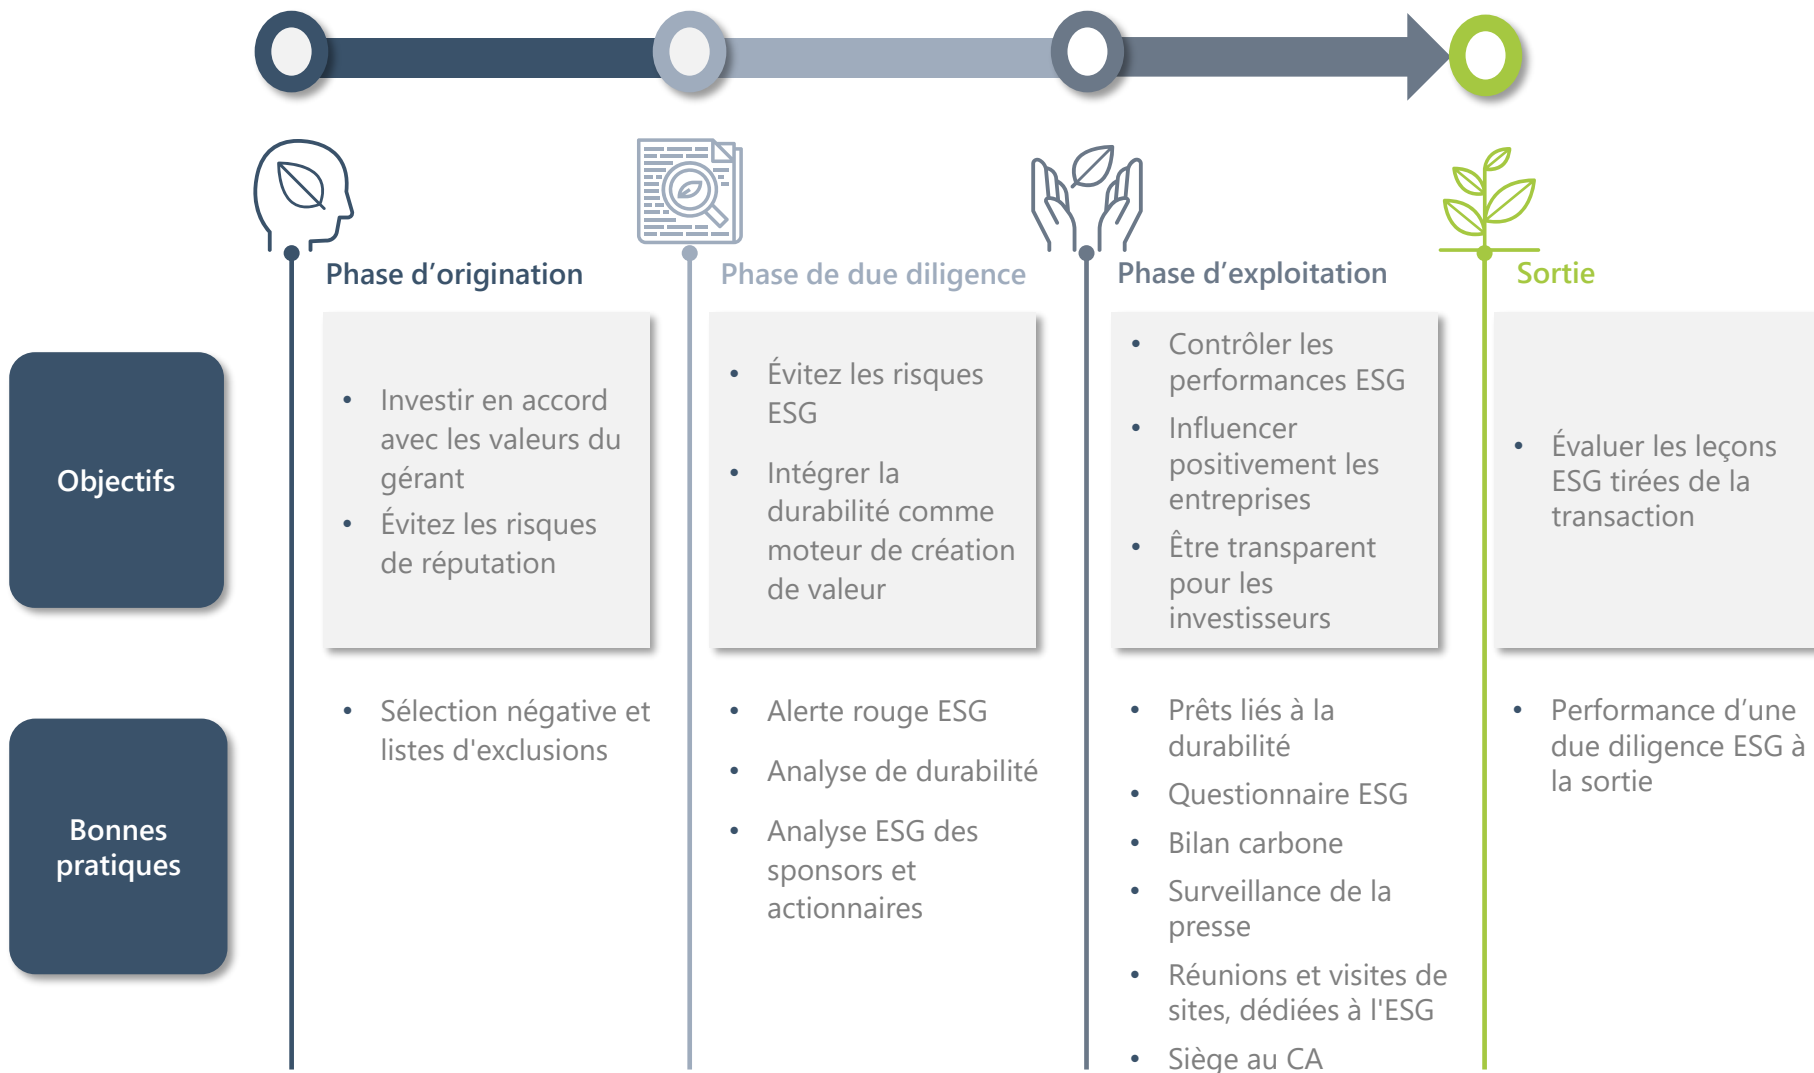 Phase d’origination
Phase de due diligence
Phase d’exploitation
Sortie
Objectifs
• Investir en accord
avec les valeurs du
gérant
• Évitez les risques
de réputation
• Évitez les risques
ESG
• Intégrer la
durabilité comme
moteur de création
de valeur
• Contrôler les
performances ESG
• Influencer
positivement les
entreprises
• Être transparent
pour les
investisseurs
• Évaluer les leçons
ESG tirées de la
transaction
Bonnes
pratiques
• Sélection négative et
listes d'exclusions
• Alerte rouge ESG
• Analyse de durabilité
• Analyse ESG des
sponsors et
actionnaires
• Prêts liés à la
durabilité
• Questionnaire ESG
• Bilan carbone
• Surveillance de la
presse
• Réunions et visites de
sites, dédiées à l'ESG
• Siège au CA
• Performance d’une
due diligence ESG à
la sortie